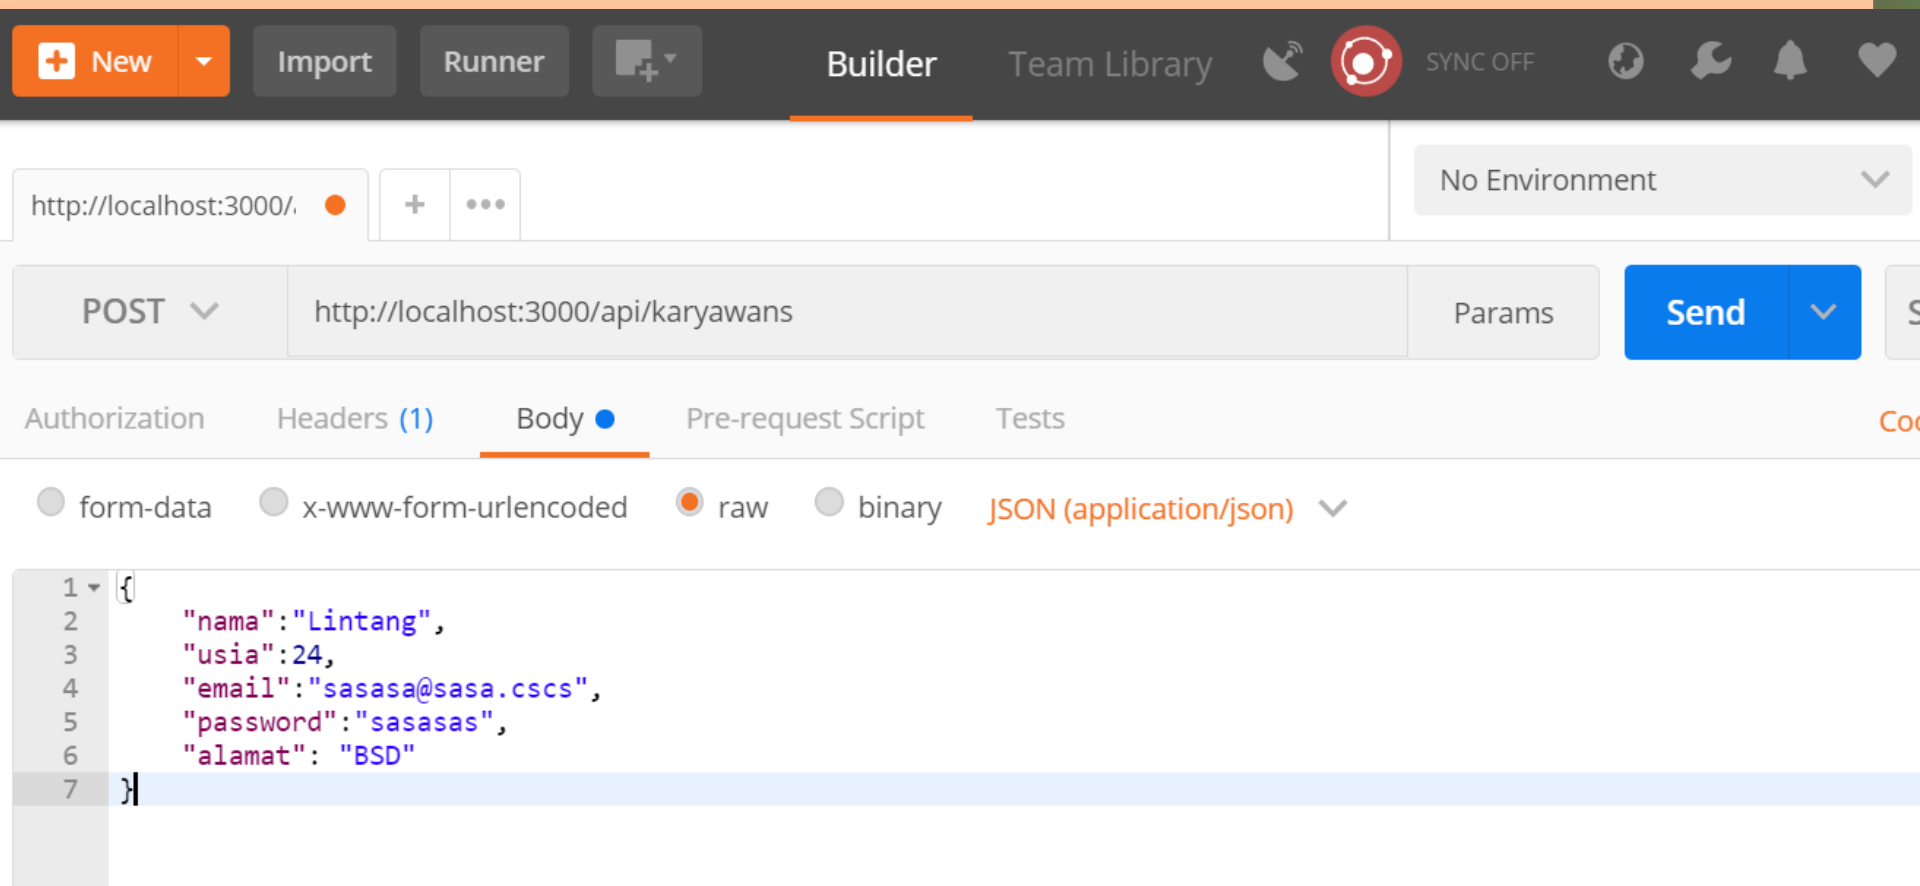 New Import Runner Builder Team Library SYNC OFF
http://localhost:3000/ No Environment
POST http://localhost:3000/api/karyawans Params Send
Authorization Headers (1) Body Pre-request Script Tests
form-data x-www-form-urlencoded raw binary JSON (application/json)
1 {
2 "nama":"Lintang",
3 "usia":24,
4 "email":"sasasa@sasa.cscs",
5 "password":"sasasas",
6 "alamat": "BSD"
7 }